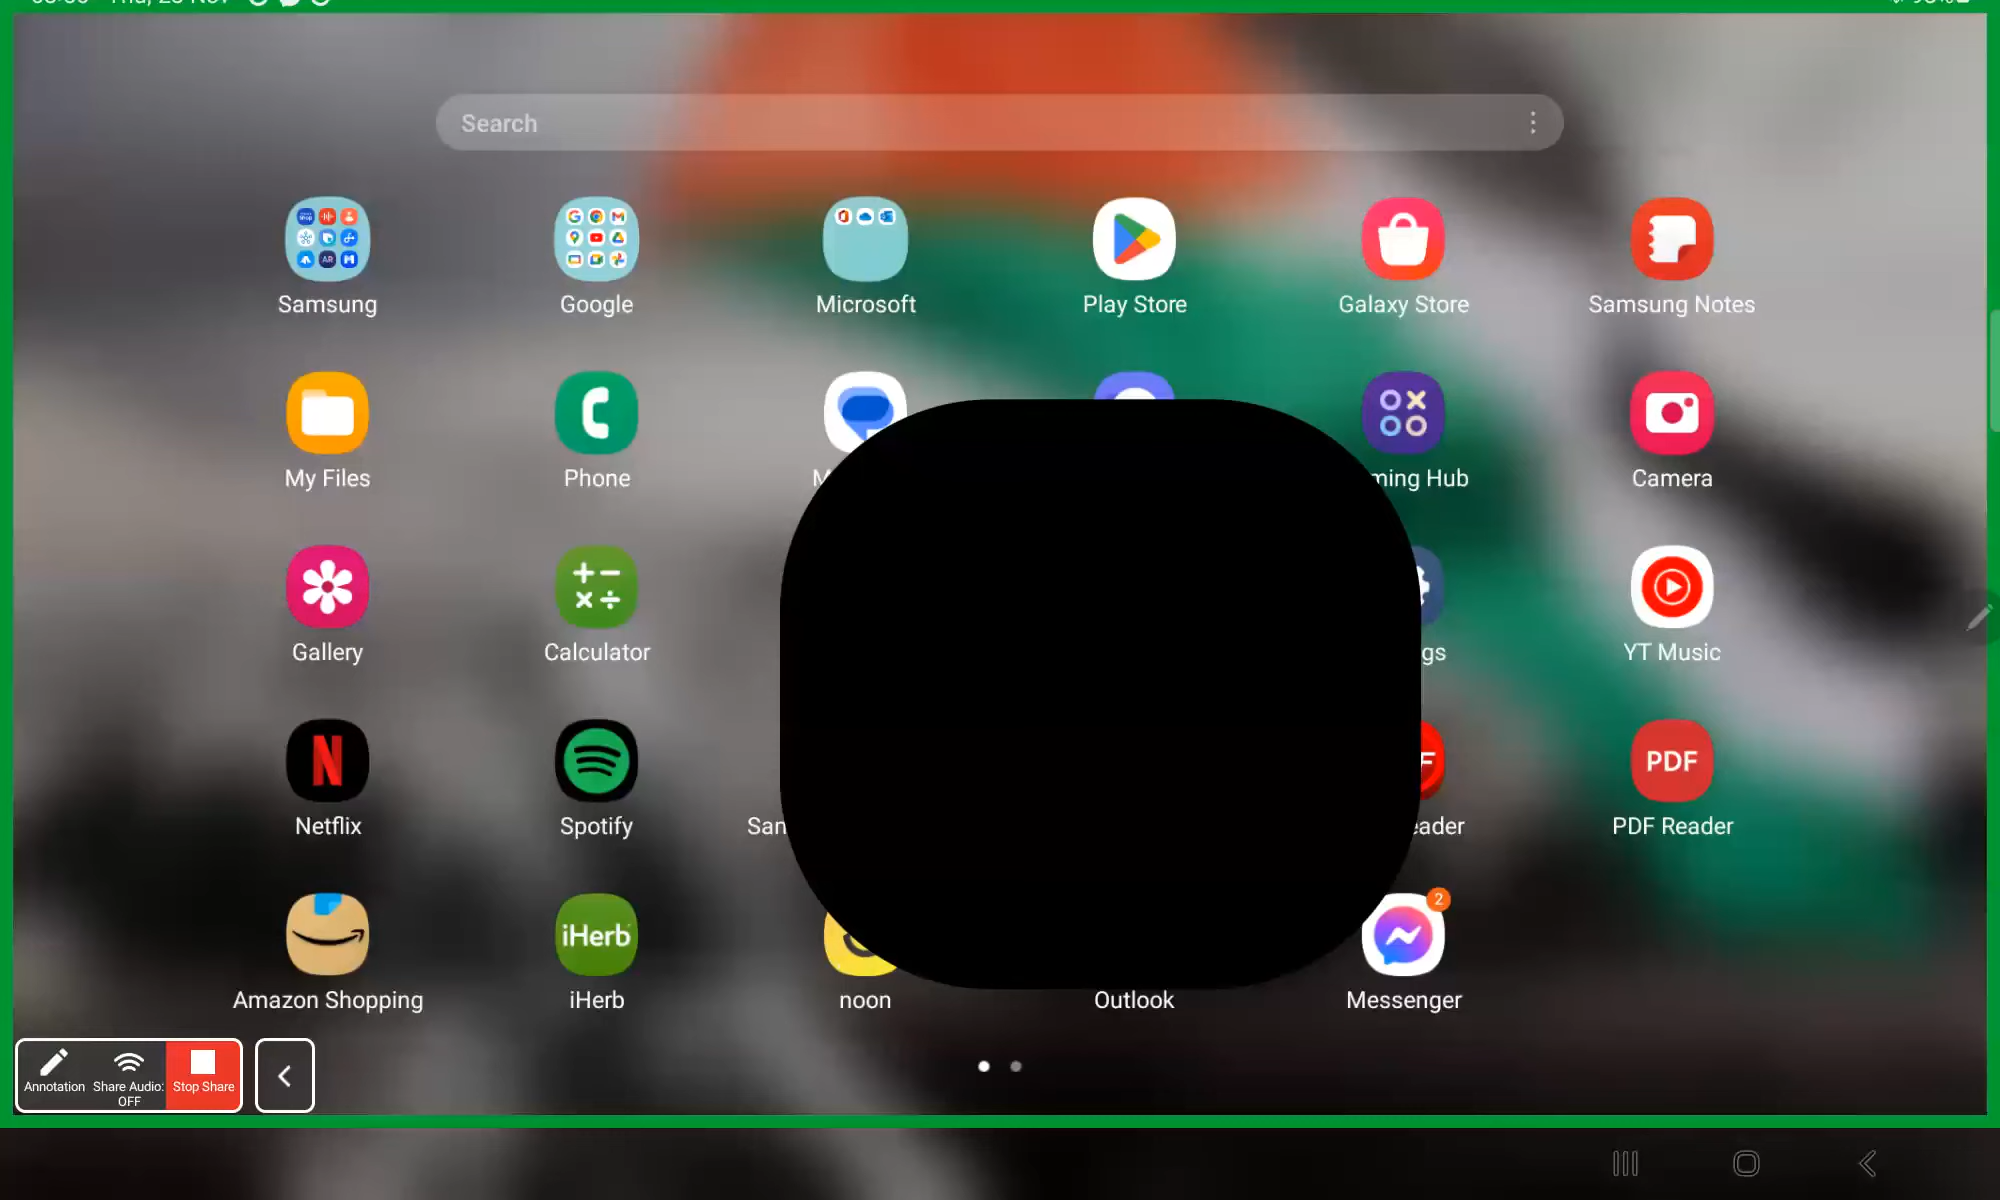 Search
Samsung
Google
Microsoft
Play Store
Galaxy Store
Samsung Notes
My Files
Phone
ming Hub
Camera
Gallery
Calculator
gs
YT Music
Netflix
Spotify
San
eader
PDF
PDF Reader
iHerb
2
Amazon Shopping
iHerb
noon
Outlook
Messenger
Annotation
Share Audio:
OFF
Stop Share